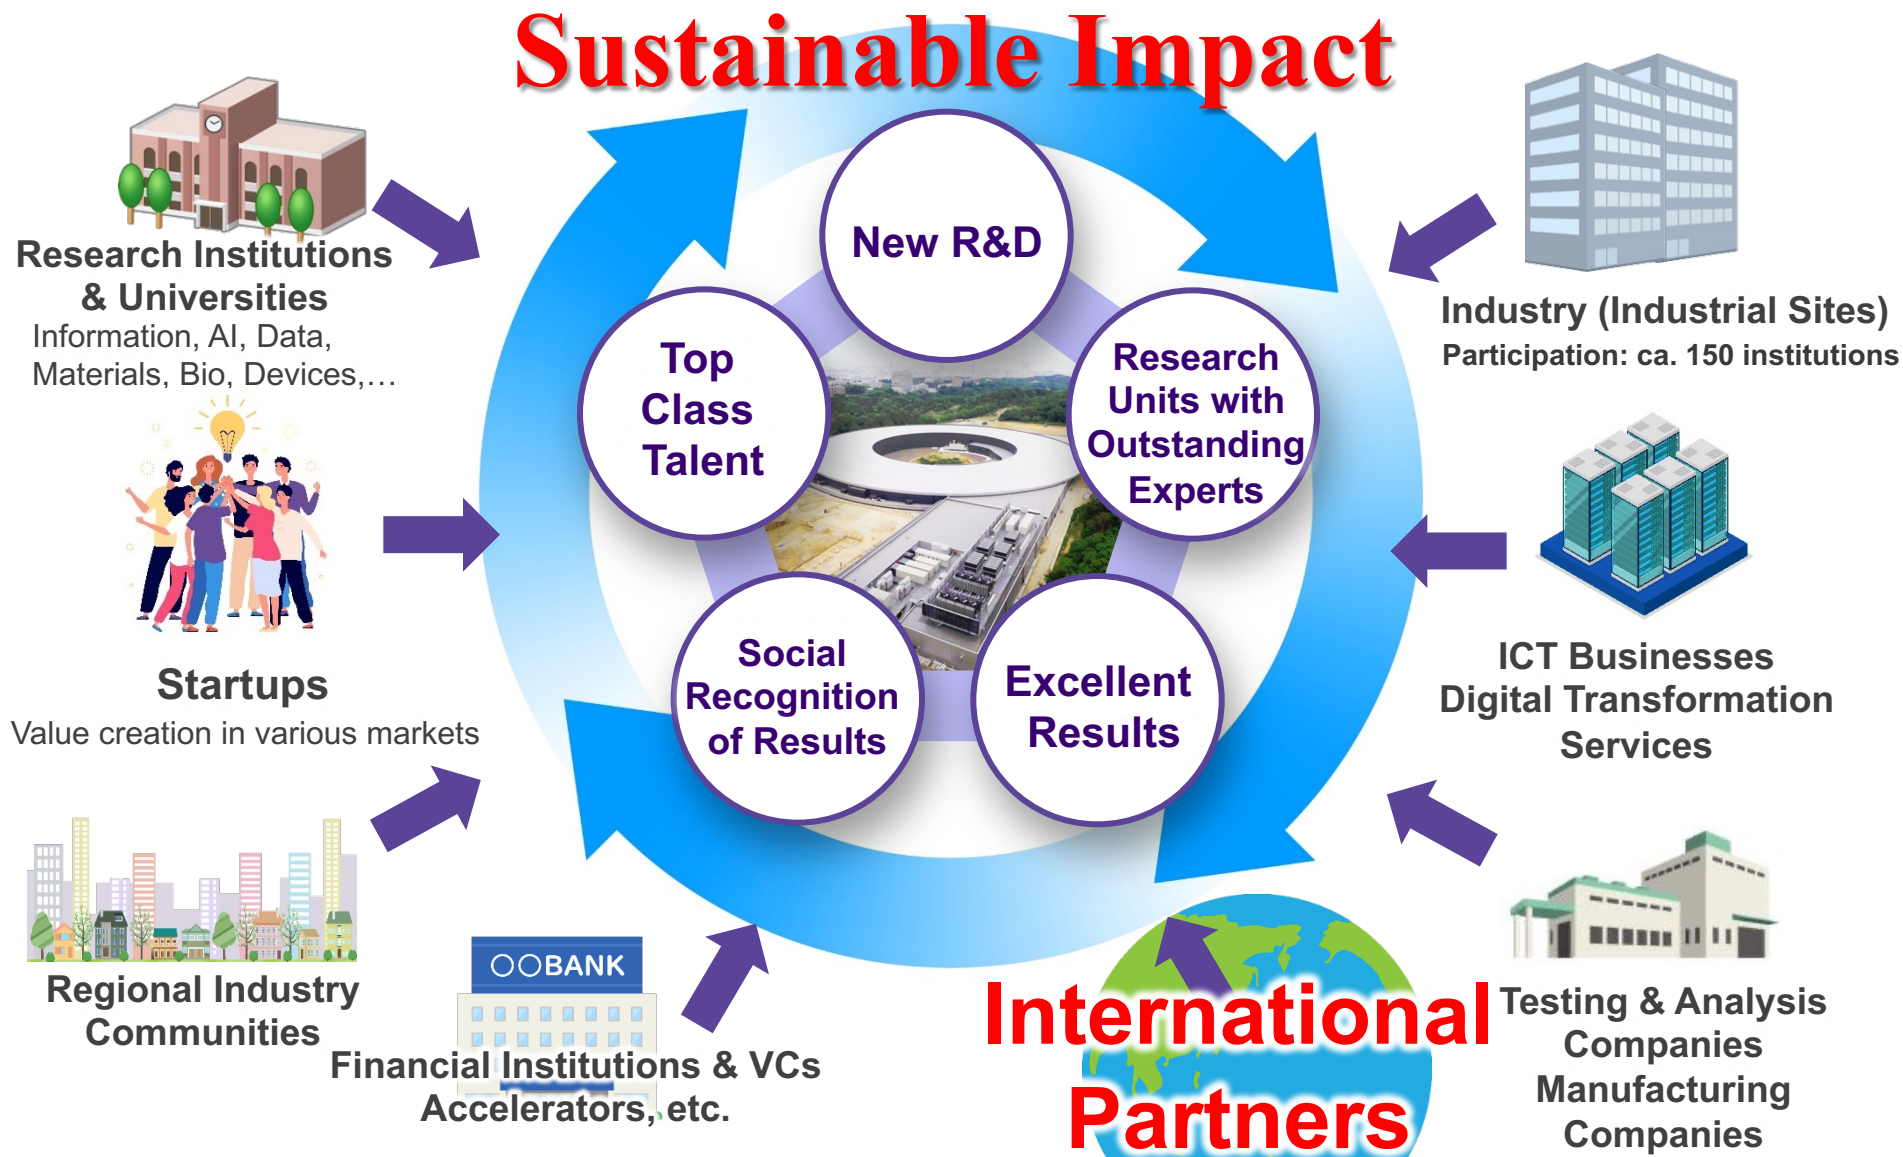 Sustainable Impact
New R&D
Top
Class
Talent
Research
Units with
Outstanding
Experts
Social
Recognition
of Results
Excellent
Results
Research Institutions
& Universities
Information, AI, Data,
Materials, Bio, Devices,…
Startups
Value creation in various markets
Regional Industry
Communities
○○BANK
Financial Institutions & VCs
Accelerators, etc.
International
Partners
Industry (Industrial Sites)
Participation: ca. 150 institutions
ICT Businesses
Digital Transformation
Services
Testing & Analysis
Companies
Manufacturing
Companies